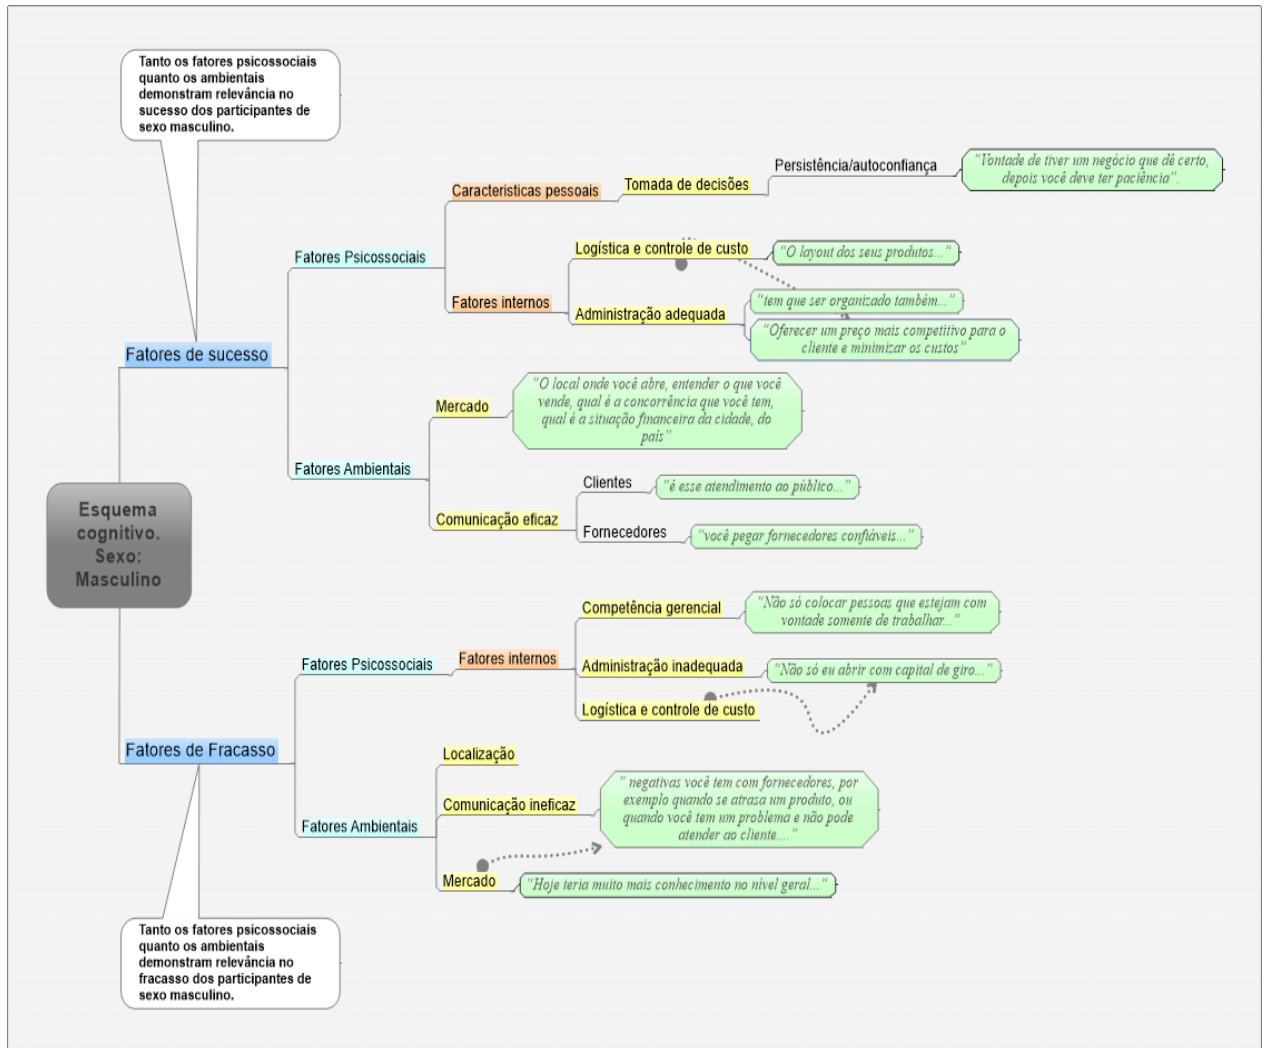 Tanto os fatores psicossociais
quanto os ambientais
demonstram relevância no
sucesso dos participantes de
sexo masculino.
Persistência/autoconfiança
"Vontade de tiver um negócio que dê certo,
depois você deve ter paciência".
Caracteristicas pessoais
Tomada de decisões
Fatores Psicossociais
Logística e controle de custo
"O layout dos seus produtos..."
Fatores internos
Administração adequada
"tem que ser organizado também..."
"Oferecer um preço mais competitivo para o
cliente e minimizar os custos"
Fatores de sucesso
Mercado
"O local onde você abre, entender o que você
vende, qual é a concorrência que você tem,
qual é a situação financeira da cidade, do
país"
Fatores Ambientais
Clientes
"é esse atendimento ao público..."
Comunicação eficaz
Fornecedores
"você pegar fornecedores confiáveis..."
Esquema
cognitivo.
Sexo:
Masculino
Competência gerencial
"Não só colocar pessoas que estejam com
vontade somente de trabalhar..."
Fatores Psicossociais
Fatores internos
Administração inadequada
"Não só eu abrir com capital de giro..."
Logística e controle de custo
Fatores de Fracasso
Localização
Comunicação ineficaz
" negativas você tem com fornecedores, por
exemplo quando se atrasa um produto, ou
quando você tem um problema e não pode
atender ao cliente...."
Fatores Ambientais
Mercado
"Hoje teria muito mais conhecimento no nível geral..."
Tanto os fatores psicossociais
quanto os ambientais
demonstram relevância no
fracasso dos participantes de
sexo masculino.